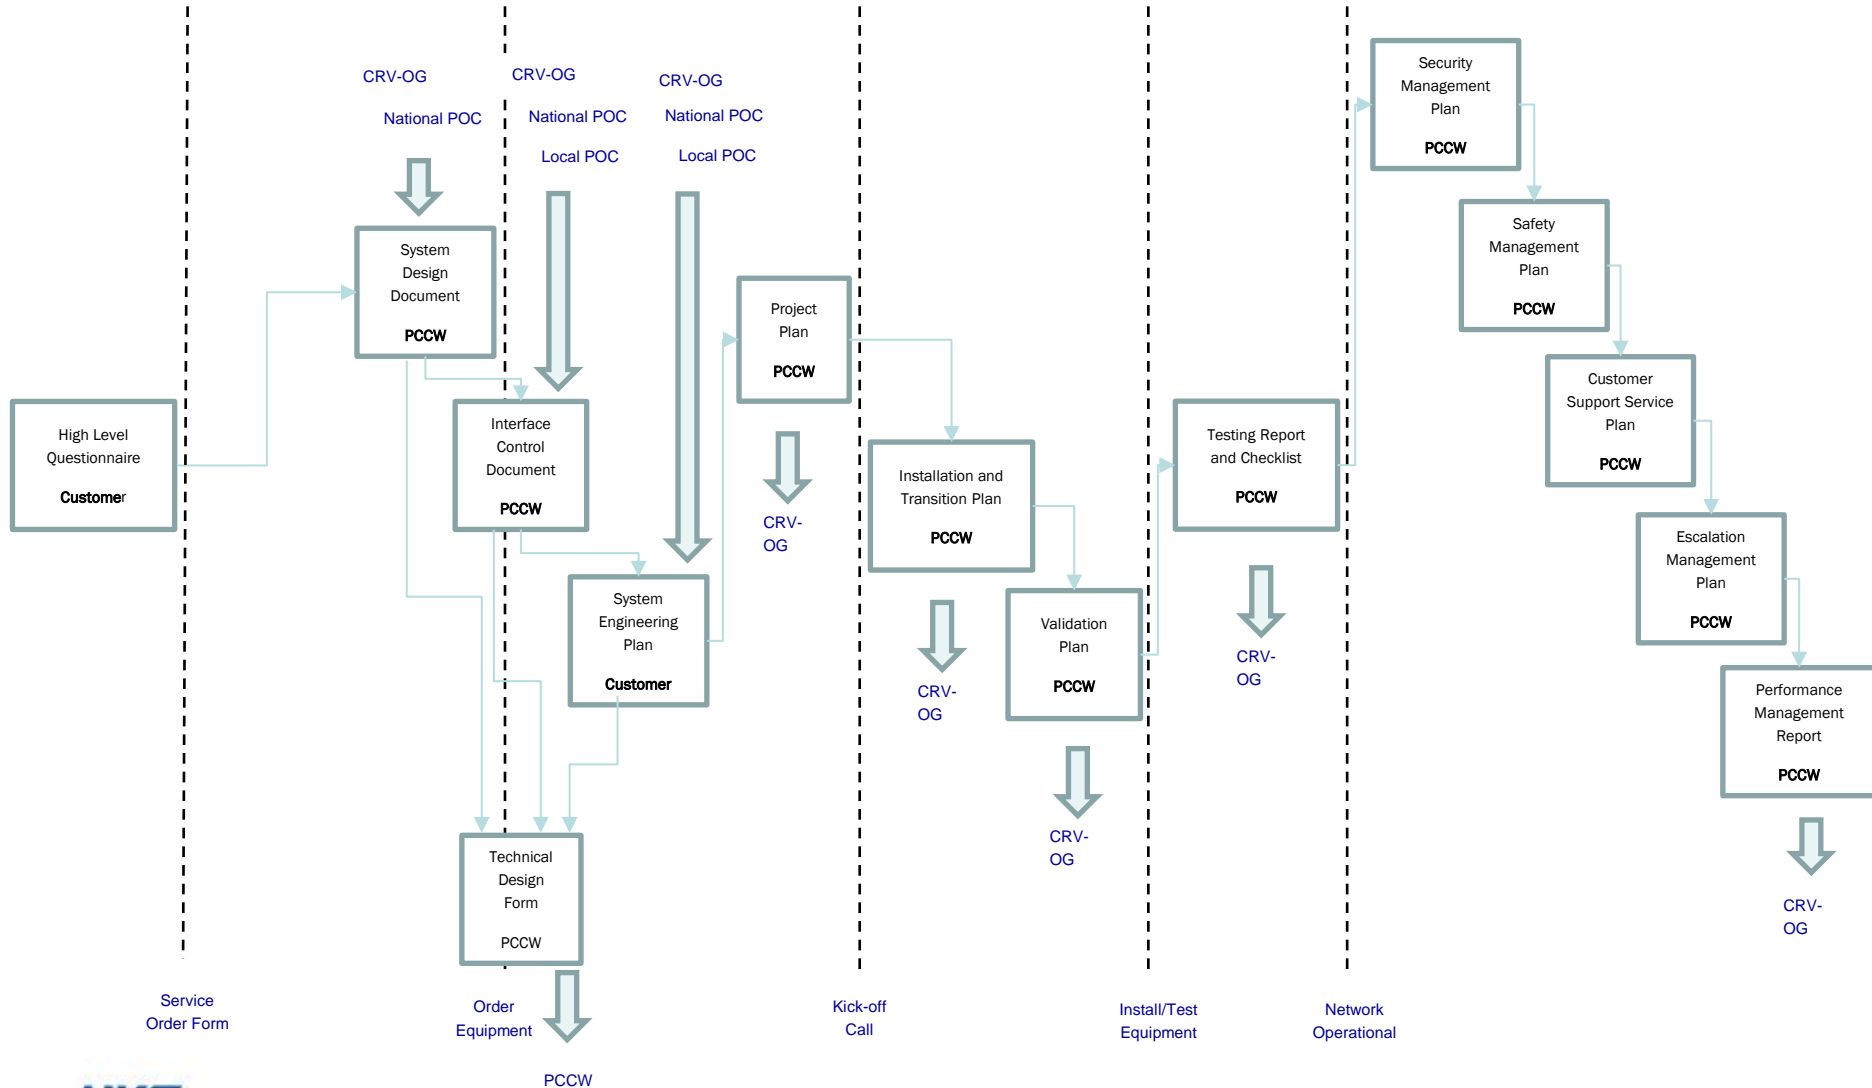 CRV-OG
National POC
CRV-OG
National POC
Local POC
CRV-OG
National POC
Local POC
High Level
Questionnaire
Customer
System
Design
Document
PCCW
Interface
Control
Document
PCCW
System
Engineering
Plan
Customer
Technical
Design
Form
PCCW
PCCW
Project
Plan
PCCW
CRV-
OG
Installation and
Transition Plan
PCCW
CRV-
OG
Validation
Plan
PCCW
CRV-
OG
Testing Report
and Checklist
PCCW
CRV-
OG
Security
Management
Plan
PCCW
Safety
Management
Plan
PCCW
Customer
Support Service
Plan
PCCW
Escalation
Management
Plan
PCCW
Performance
Management
Report
PCCW
CRV-
OG
Service
Order Form
Order
Equipment
Kick-off
Call
Install/Test
Equipment
Network
Operational